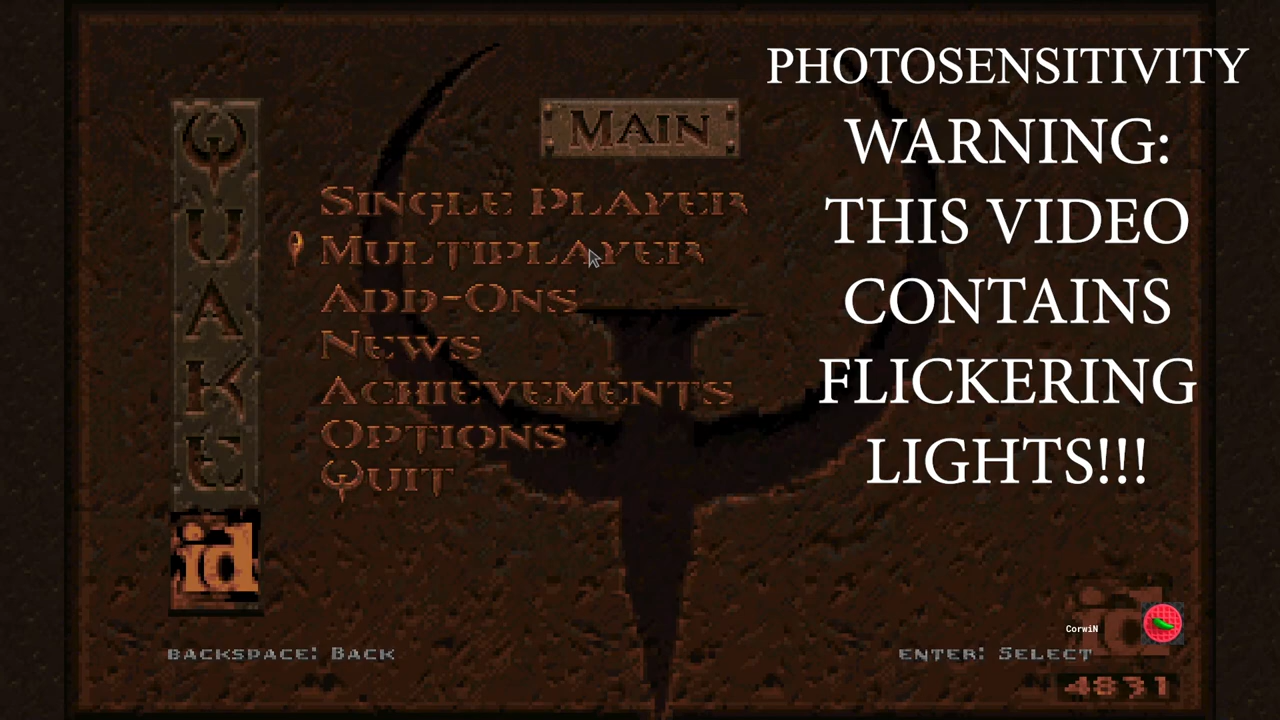 PHOTOSENSITIVITY
WARNING:
THIS VIDEO
CONTAINS
FLICKERING
LIGHTS!!!
QUAKE
MAIN
SINGLE PLAYER
MULTIPLAYER
ADD-ONS
NEWS
ACHIEVEMENTS
OPTIONS
QUIT
id
id
CorwiN
BACKSPACE: BACK
ENTER: SELECT
4831